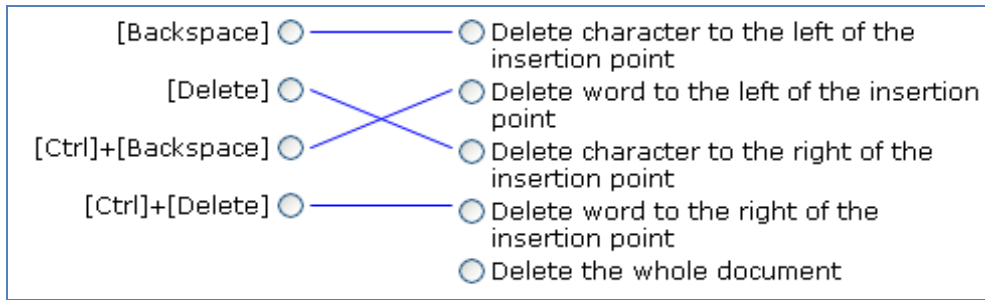 [Backspace]
Delete character to the left of the
insertion point
[Delete]
Delete word to the left of the insertion
point
[Ctrl]+[Backspace]
Delete character to the right of the
insertion point
[Ctrl]+[Delete]
Delete word to the right of the
insertion point
Delete the whole document